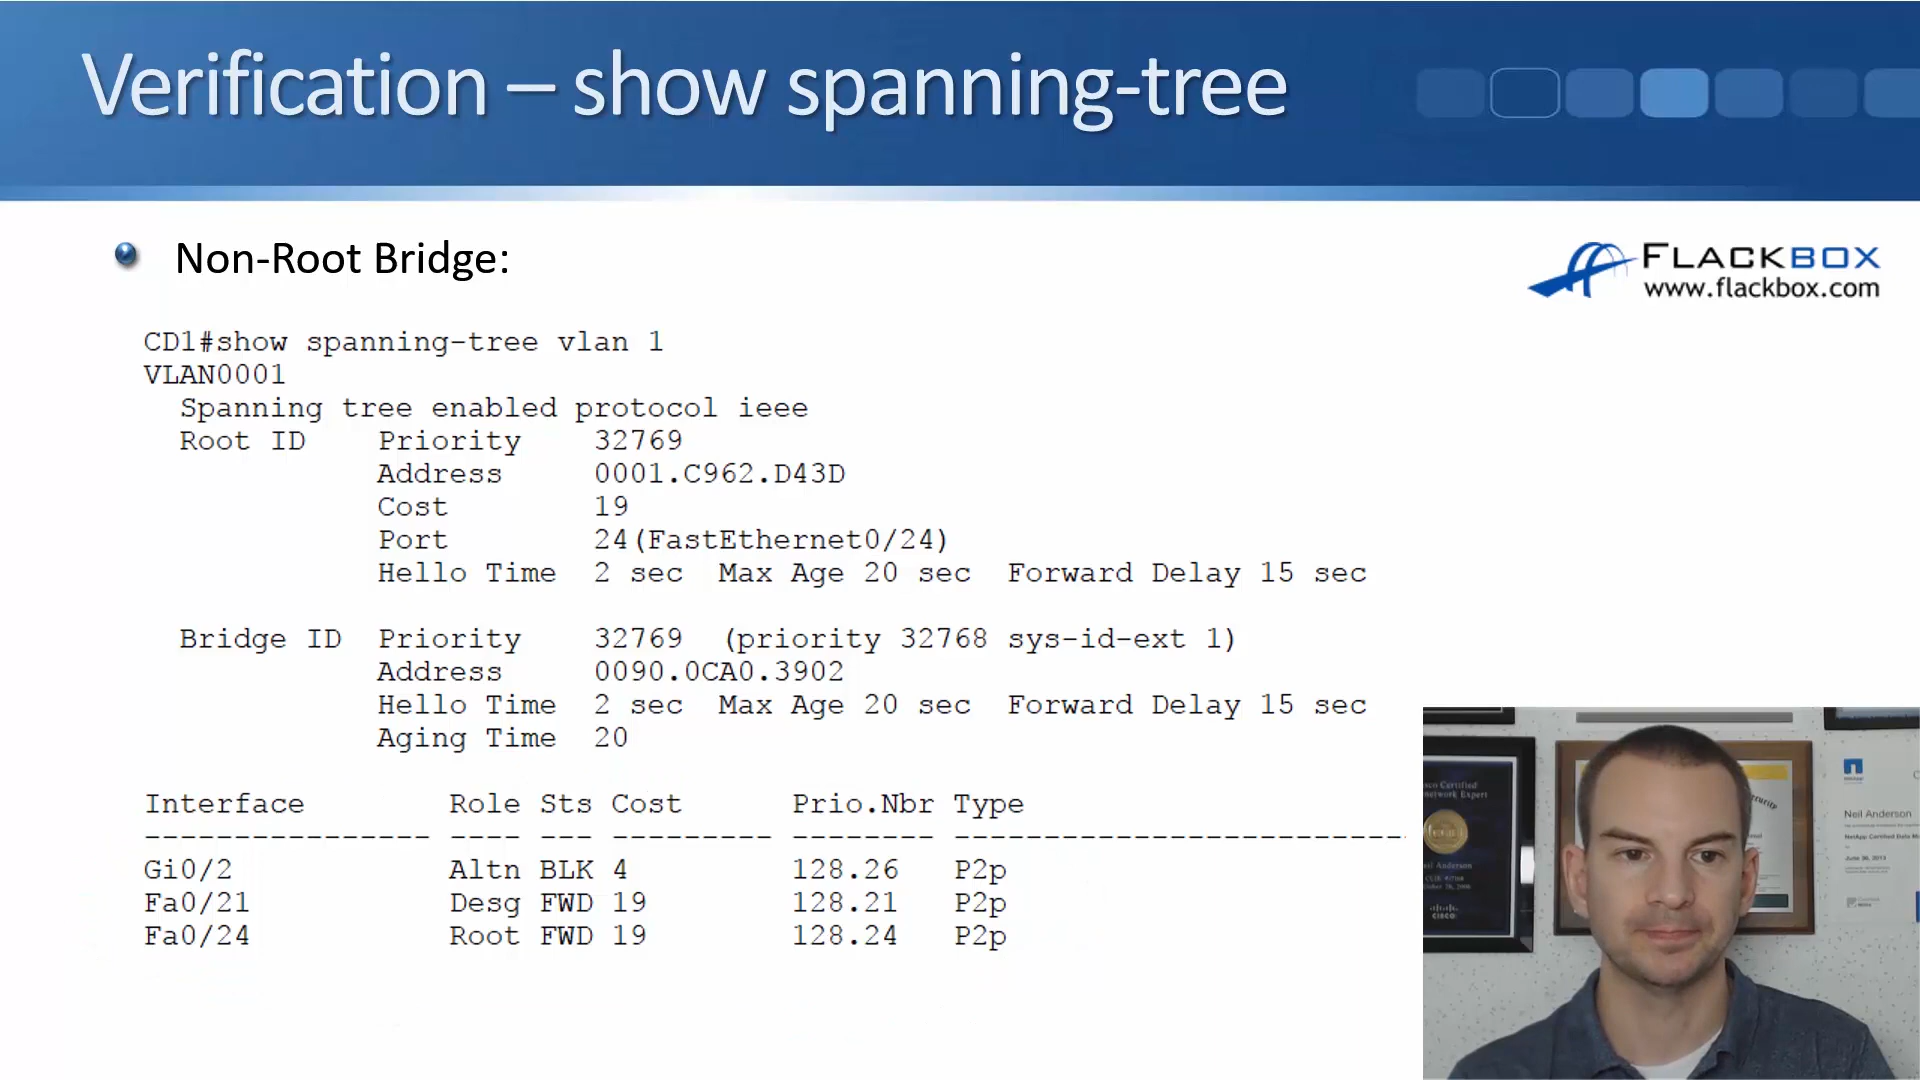 Verification – show spanning-tree
Non-Root Bridge:
FLACKBOX
www.flackbox.com
CD1#show spanning-tree vlan 1
VLAN0001
Spanning tree enabled protocol ieee
Root ID Priority 32769
Address 0001.C962.D43D
Cost 19
Port 24(FastEthernet0/24)
Hello Time 2 sec Max Age 20 sec Forward Delay 15 sec
Bridge ID Priority 32769 (priority 32768 sys-id-ext 1)
Address 0090.0CA0.3902
Hello Time 2 sec Max Age 20 sec Forward Delay 15 sec
Aging Time 20
Interface Role Sts Cost Prio.Nbr Type
---------------- ---- --- --------- -------- --------------------------
Gi0/2 Altn BLK 4 128.26 P2p
Fa0/21 Desg FWD 19 128.21 P2p
Fa0/24 Root FWD 19 128.24 P2p
Neil Anderson